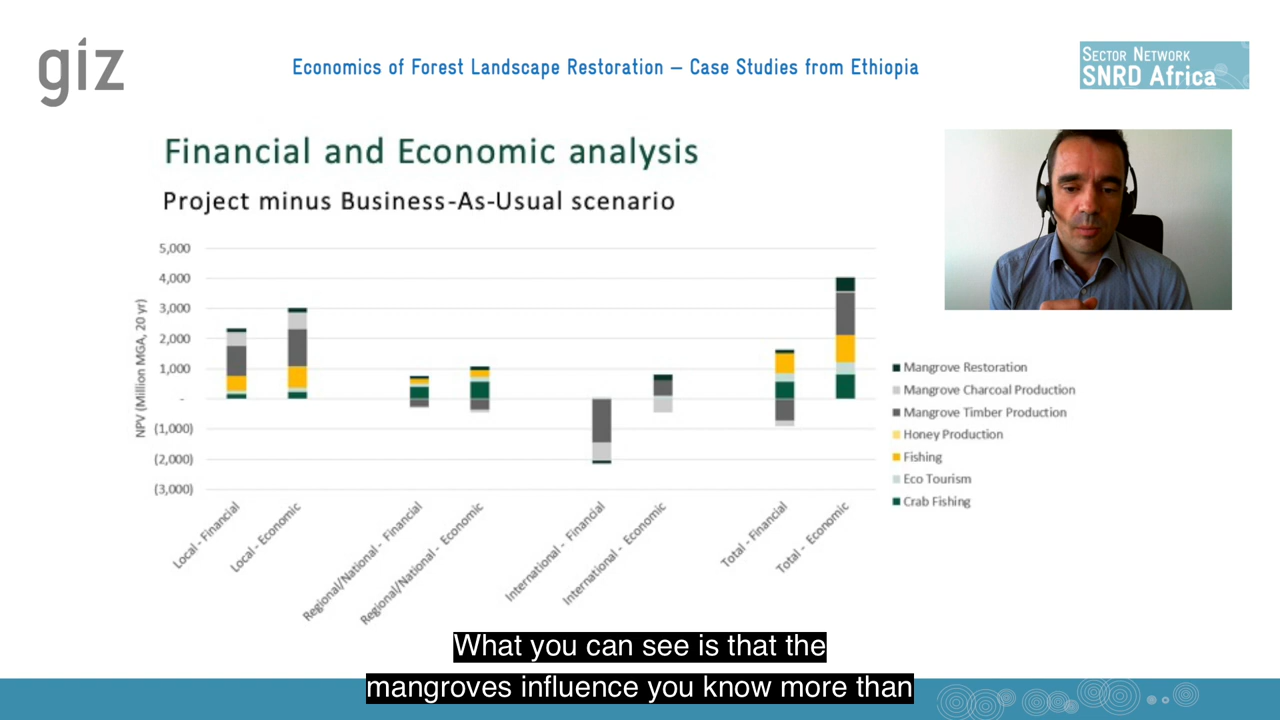 giz
Economics of Forest Landscape Restoration – Case Studies from Ethiopia
SECTOR NETWORK
SNRD Africa
Financial and Economic analysis
Project minus Business-As-Usual scenario
NPV (Million MGA, 20 yr)
5,000
4,000
3,000
2,000
1,000
-
(1,000)
(2,000)
(3,000)
Local - Financial
Local - Economic
Regional/National - Financial
Regional/National - Economic
International - Financial
International - Economic
Total - Financial
Total - Economic
Mangrove Restoration
Mangrove Charcoal Production
Mangrove Timber Production
Honey Production
Fishing
Eco Tourism
Crab Fishing
What you can see is that the
mangroves influence you know more than